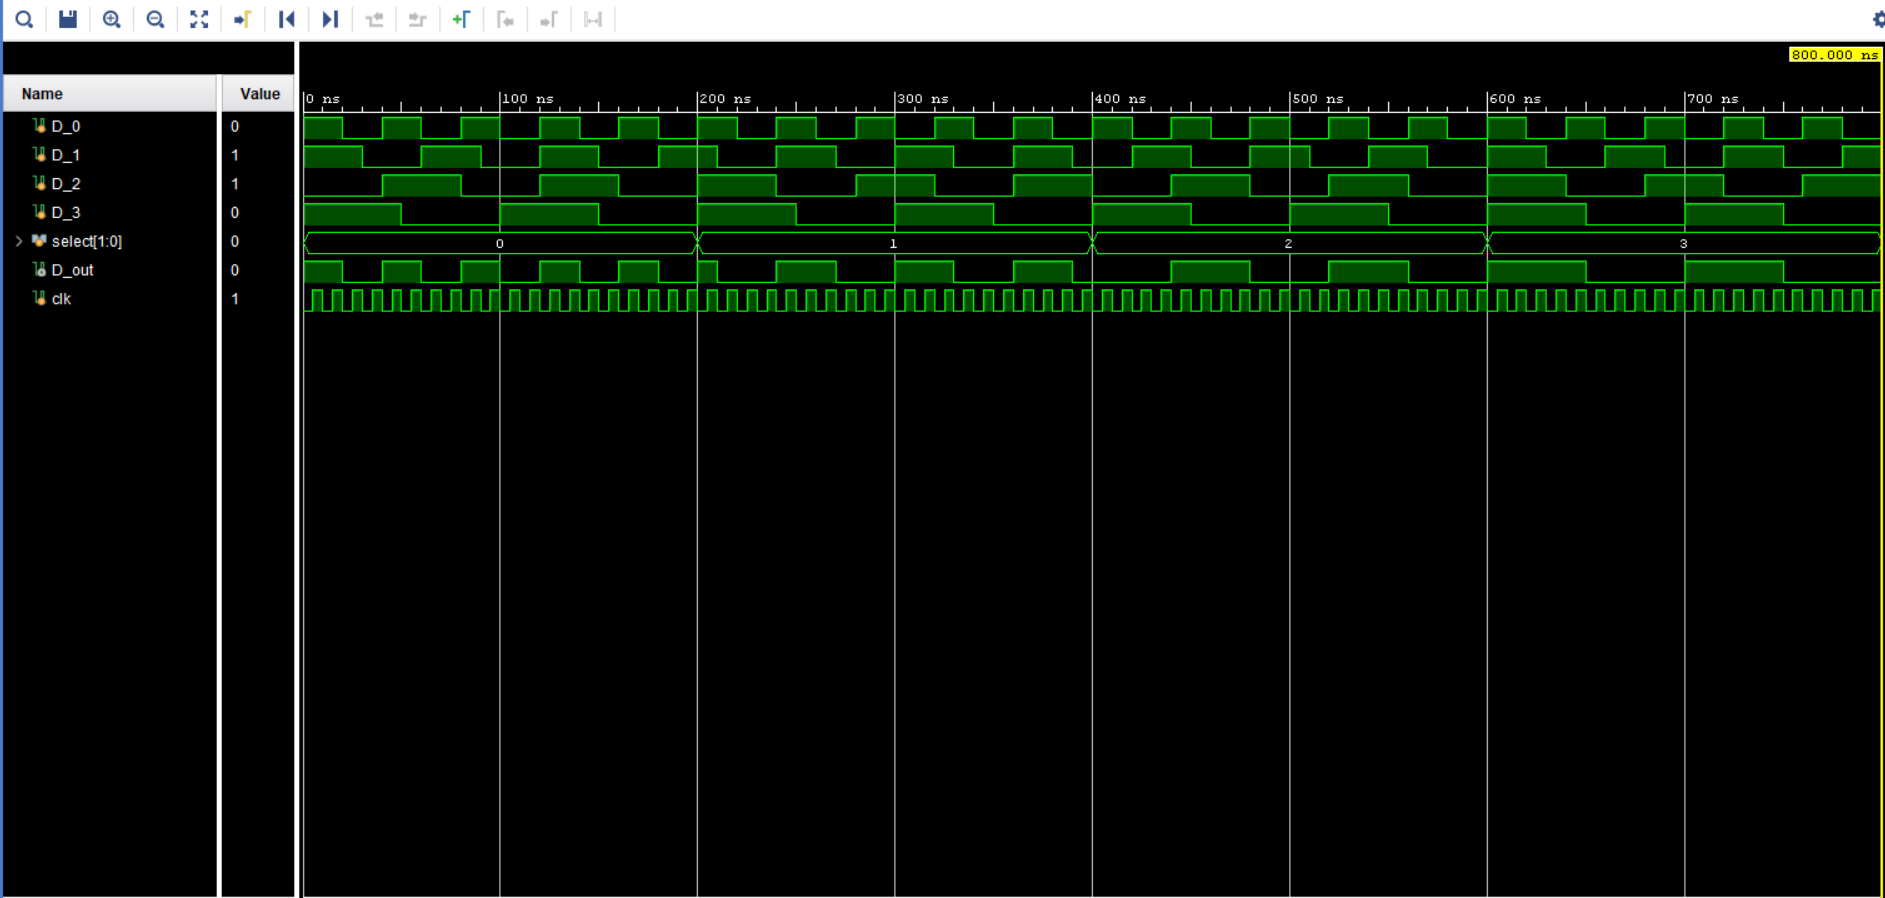 800.000 ns
Name Value
0 ns 100 ns 200 ns 300 ns 400 ns 500 ns 600 ns 700 ns
D_0 0
D_1 1
D_2 1
D_3 0
select[1:0] 0 0 1 2 3
D_out 0
clk 1